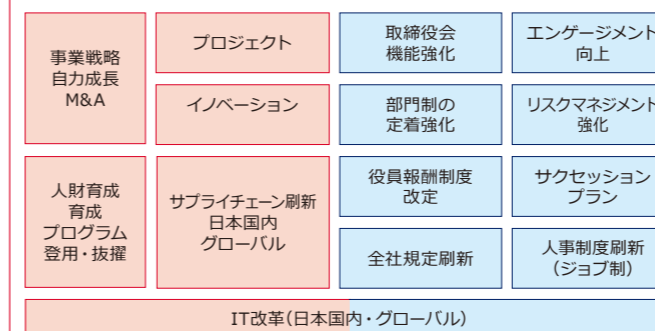 事業戦略
自力成長
M&A
プロジェクト
イノベーション
取締役会
機能強化
エンゲージメント
向上
部門制の
定着強化
リスクマネジメント
強化
人財育成
育成
プログラム
登用・抜擢
サプライチェーン刷新
日本国内
グローバル
役員報酬制度
改定
サクセッション
プラン
全社規定刷新
人事制度刷新
（ジョブ制）
IT改革（日本国内・グローバル）